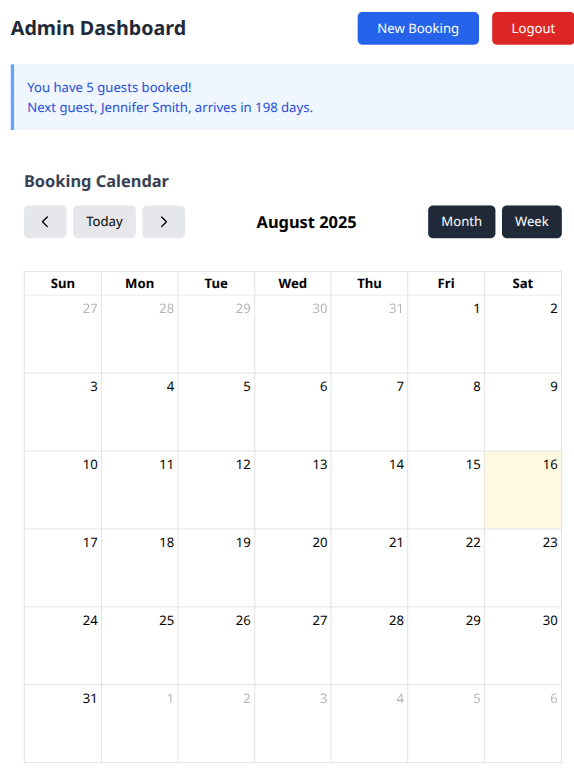 Admin Dashboard New Booking Logout
You have 5 guests booked!
Next guest, Jennifer Smith, arrives in 198 days.
Booking Calendar
Today August 2025 Month Week
Sun Mon Tue Wed Thu Fri Sat
27 28 29 30 31 1 2
3 4 5 6 7 8 9
10 11 12 13 14 15 16
17 18 19 20 21 22 23
24 25 26 27 28 29 30
31 1 2 3 4 5 6